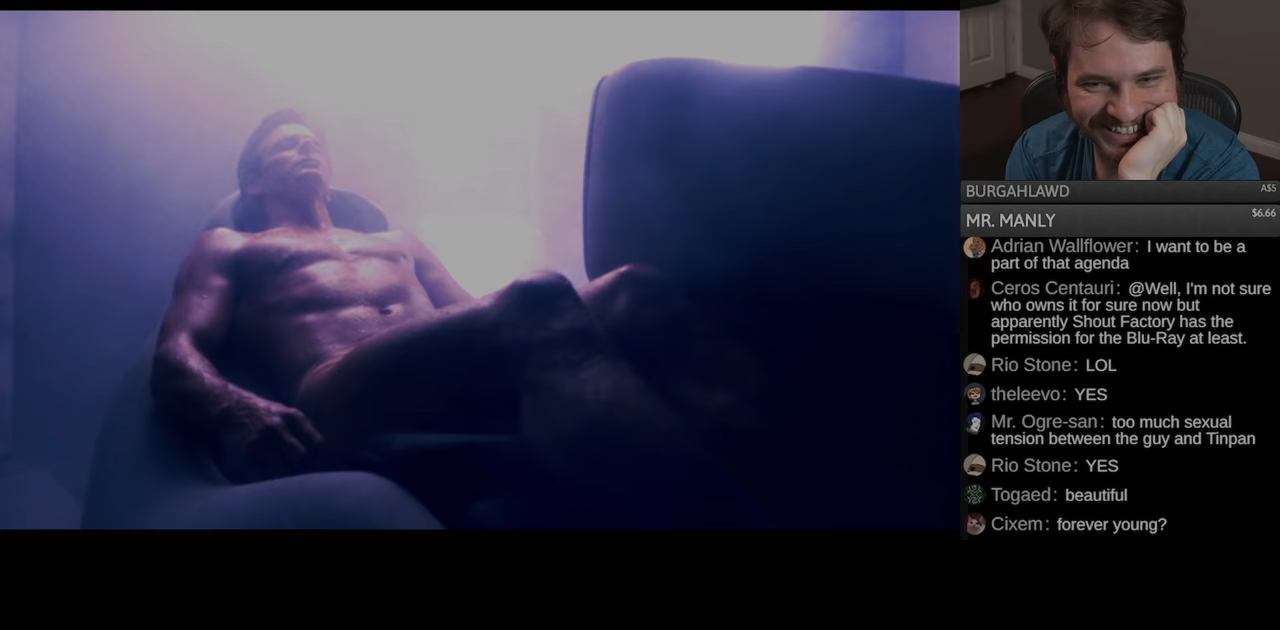 BURGAHLAWD
A$5
MR. MANLY
$6.66
Adrian Wallflower: I want to be a
part of that agenda
Ceros Centauri: @Well, I'm not sure
who owns it for sure now but
apparently Shout Factory has the
permission for the Blu-Ray at least.
Rio Stone: LOL
theleevo: YES
Mr. Ogre-san: too much sexual
tension between the guy and Tinpan
Rio Stone: YES
Togaed: beautiful
Cixem: forever young?